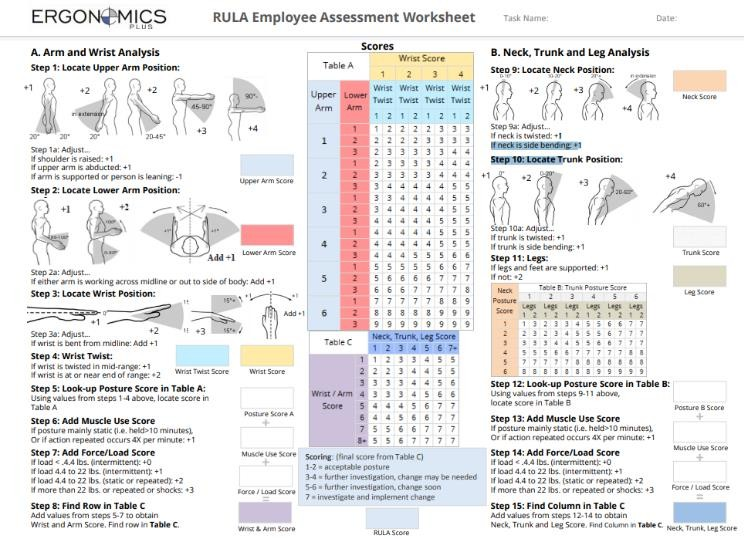 ERGONOMICS
PLUS
RULA Employee Assessment Worksheet
Task Name:
Date:
A. Arm and Wrist Analysis
Step 1: Locate Upper Arm Position:
+1
+2
+2
+3
+4
20°
20°
in extension
20-45°
45-90°
90°-
Step 1a: Adjust...
If shoulder is raised: +1
If upper arm is abducted: +1
If arm is supported or person is leaning: -1
Upper Arm Score
Step 2: Locate Lower Arm Position:
+1
+2
Add +1
Lower Arm Score
Step 2a: Adjust...
If either arm is working across midline or out to side of body: Add +1
Step 3: Locate Wrist Position:
+1
+2
+3
Add +1
Step 3a: Adjust...
If wrist is bent from midline: Add +1
Step 4: Wrist Twist:
If wrist is twisted in mid-range: +1
If wrist is at or near end of range: +2
Wrist Twist Score
Wrist Score
Step 5: Look-up Posture Score in Table A:
Using values from steps 1-4 above, locate score in
Table A
Posture Score A
+
Step 6: Add Muscle Use Score
If posture mainly static (i.e. held>10 minutes),
Or if action repeated occurs 4X per minute: +1
Muscle Use Score
+
Step 7: Add Force/Load Score
If load < .4.4 lbs. (intermittent): +0
If load 4.4 to 22 lbs. (intermittent): +1
If load 4.4 to 22 lbs. (static or repeated): +2
If more than 22 lbs. or repeated or shocks: +3
Force / Load Score
=
Step 8: Find Row in Table C
Add values from steps 5-7 to obtain
Wrist and Arm Score. Find row in Table C.
Wrist & Arm Score
Scores
Table A
Wrist Score
1 2 3 4
Upper Arm
Lower Arm
Wrist Twist Wrist Twist Wrist Twist Wrist Twist
1 2 1 2 1 2 1 2
1
1 1 2 2 2 2 3 3 3
2 2 2 2 2 3 3 3 3
3 2 3 3 3 3 3 4 4
2
1 2 3 3 3 3 4 4 4
2 3 3 3 3 3 4 4 4
3 3 4 4 4 4 4 5 5
3
1 3 3 4 4 4 4 5 5
2 3 4 4 4 4 4 5 5
3 4 4 4 4 4 5 5 5
4
1 4 4 4 4 4 5 5 5
2 4 4 4 4 4 5 5 5
3 4 4 4 5 5 5 6 6
5
1 5 5 5 5 5 6 6 7
2 5 6 6 6 6 7 7 7
3 6 6 6 7 7 7 7 8
6
1 7 7 7 7 7 8 8 9
2 8 8 8 8 8 9 9 9
3 9 9 9 9 9 9 9 9
Table C
Neck, Trunk, Leg Score
1 2 3 4 5 6 7+
Wrist / Arm Score
1 1 2 3 3 4 5 5
2 2 2 3 4 4 5 5
3 3 3 3 4 4 5 6
4 3 3 3 4 5 6 6
5 4 4 4 5 6 7 7
6 4 4 5 6 6 7 7
7 5 5 6 6 7 7 7
8+ 5 5 6 7 7 7 7
Scoring: (final score from Table C)
1-2 = acceptable posture
3-4 = further investigation, change may be needed
5-6 = further investigation, change soon
7 = investigate and implement change
RULA Score
B. Neck, Trunk and Leg Analysis
Step 9: Locate Neck Position:
+1
+2
+3
+4
in extension
Neck Score
Step 9a: Adjust...
If neck is twisted: +1
If neck is side bending: +1
Step 10: Locate Trunk Position:
+1
+2
+3
+4
0°
0-20°
20-60°
60°+
Step 10a: Adjust...
If trunk is twisted: +1
If trunk is side bending: +1
Trunk Score
Step 11: Legs:
If legs and feet are supported: +1
If not: +2
Leg Score
Neck Posture Score
Table B: Trunk Posture Score
1 2 3 4 5 6
Legs Legs Legs Legs Legs Legs
1 2 1 2 1 2 1 2 1 2 1 2
1 1 3 2 3 3 4 5 5 6 6 7 7
2 2 3 2 3 4 5 5 5 6 7 7 7
3 3 3 3 4 4 5 5 6 6 7 7 7
4 5 5 5 6 6 7 7 7 7 7 8 8
5 7 7 7 7 7 8 8 8 8 8 8 8
6 8 8 8 8 8 8 8 9 9 9 9 9
Step 12: Look-up Posture Score in Table B:
Using values from steps 9-11 above,
locate score in Table B
Posture B Score
+
Step 13: Add Muscle Use Score
If posture mainly static (i.e. held>10 minutes),
Or if action repeated occurs 4X per minute: +1
Muscle Use Score
+
Step 14: Add Force/Load Score
If load < .4.4 lbs. (intermittent): +0
If load 4.4 to 22 lbs. (intermittent): +1
If load 4.4 to 22 lbs. (static or repeated): +2
If more than 22 lbs. or repeated or shocks: +3
Force / Load Score
=
Step 15: Find Column in Table C
Add values from steps 12-14 to obtain
Neck, Trunk and Leg Score. Find Column in Table C.
Neck, Trunk, Leg Score